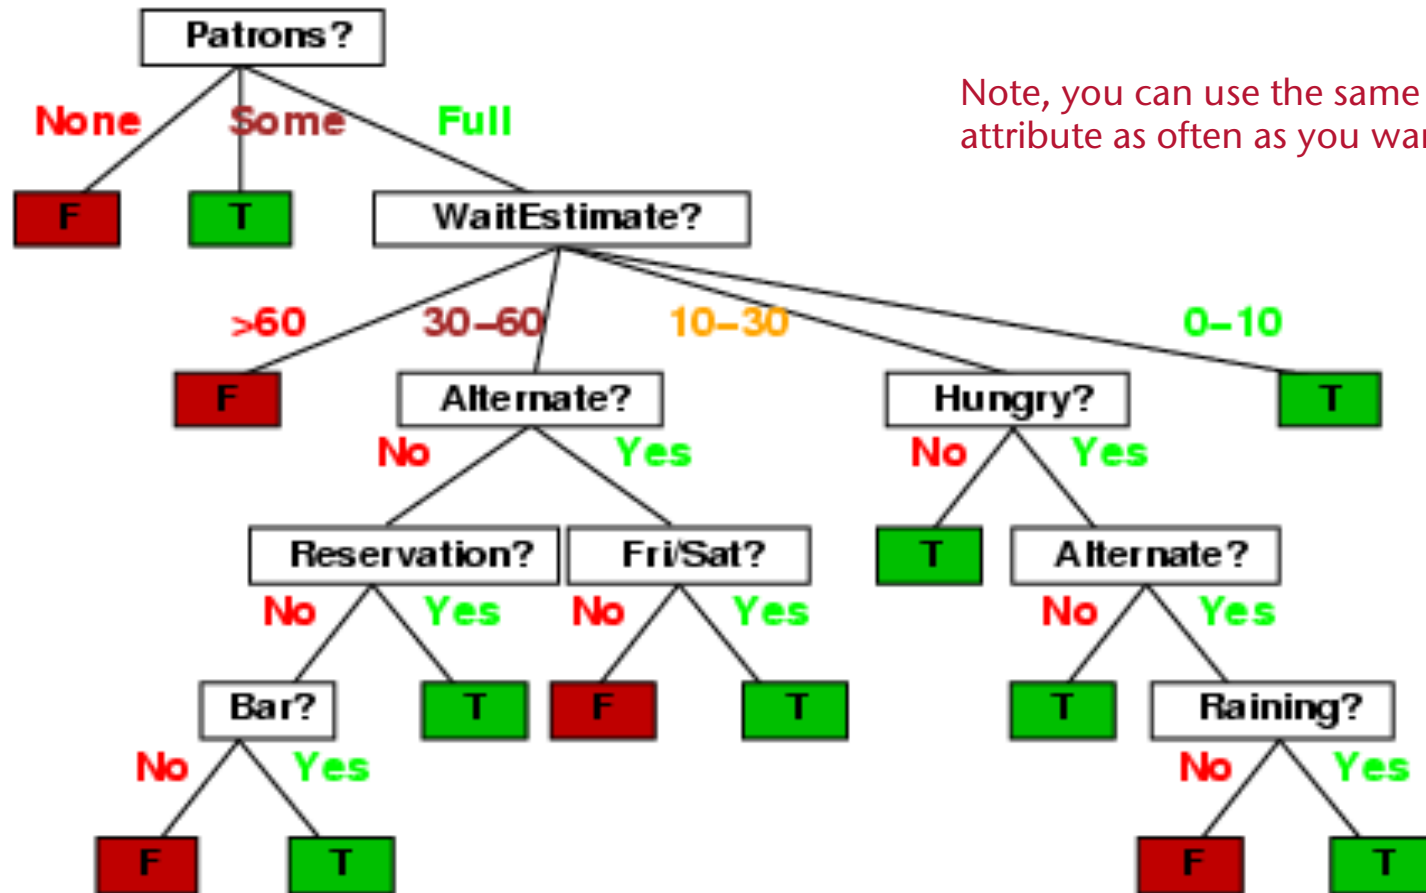 Patrons?
Note, you can use the same
attribute as often as you
None Some Full
F T WaitEstimate?
>60 30–60 10–30 0–10
F Alternate? Hungry? T
No Yes No Yes
Reservation? Fri/Sat? T Alternate?
No Yes No Yes No Yes
Bar? T F T T Raining?
No Yes No Yes
F T F T